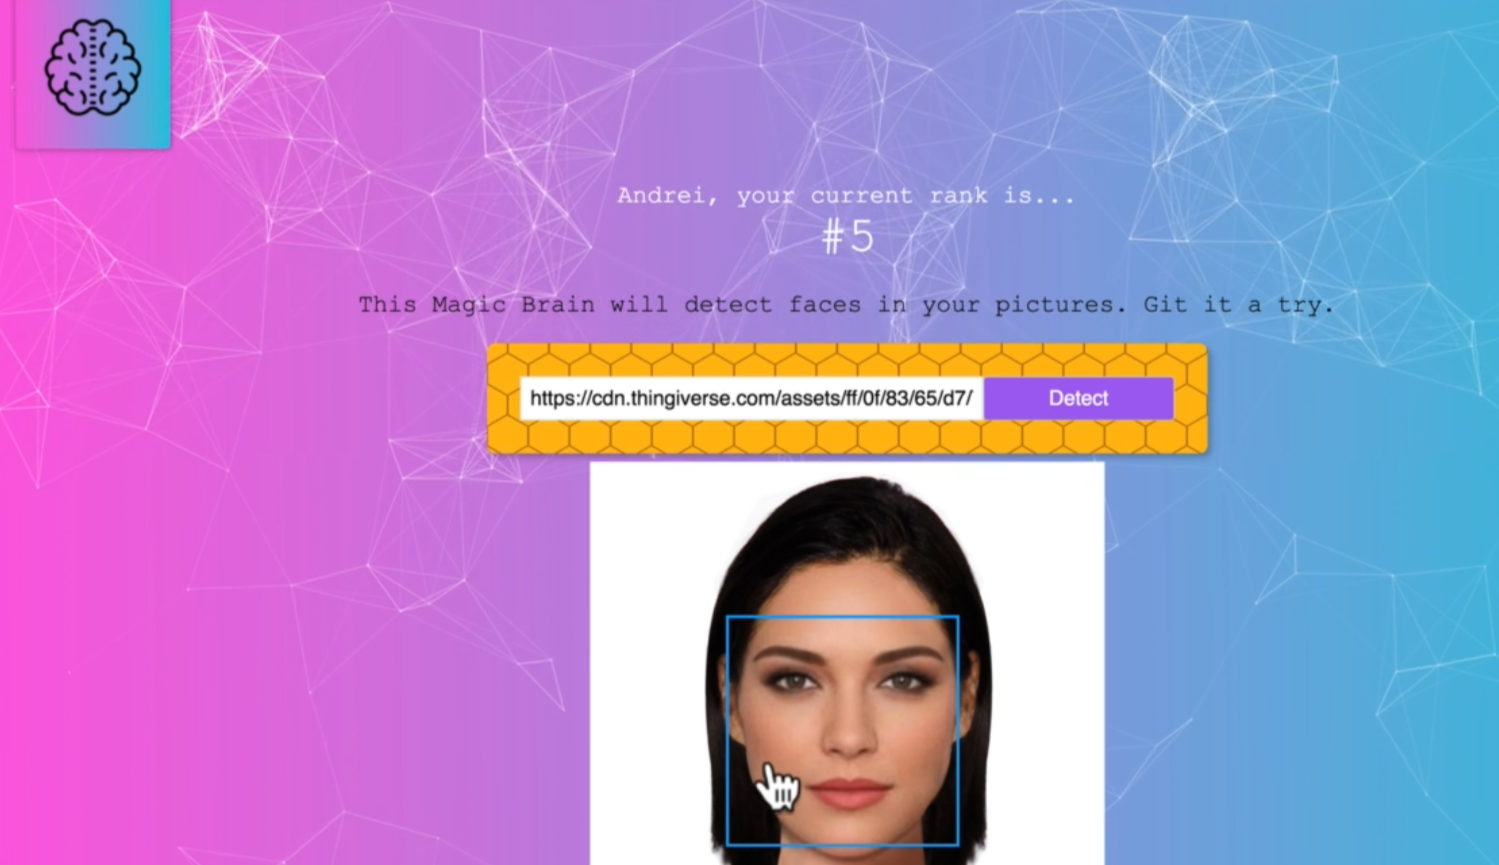 Andrei, your current rank is...
#5
This Magic Brain will detect faces in your pictures. Git it a try.
https://cdn.thingiverse.com/assets/ff/0f/83/65/d7/ Detect